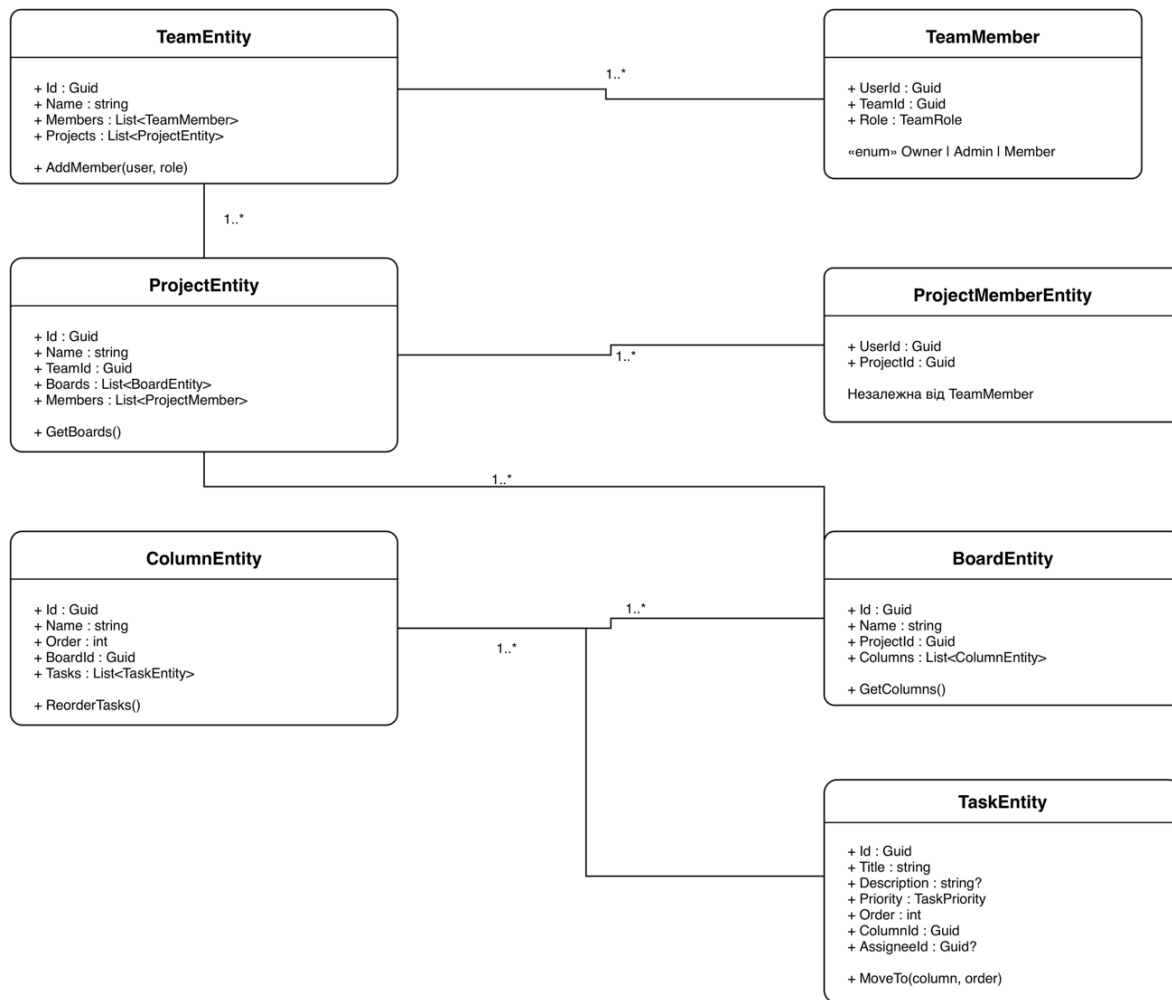 TeamEntity
+ Id : Guid
+ Name : string
+ Members : List<TeamMember>
+ Projects : List<ProjectEntity>
+ AddMember(user, role)
1..*
TeamMember
+ UserId : Guid
+ TeamId : Guid
+ Role : TeamRole
«enum» Owner | Admin | Member
1..*
ProjectEntity
+ Id : Guid
+ Name : string
+ TeamId : Guid
+ Boards : List<BoardEntity>
+ Members : List<ProjectMember>
+ GetBoards()
1..*
ProjectMemberEntity
+ UserId : Guid
+ ProjectId : Guid
Незалежна від TeamMember
1..*
ColumnEntity
+ Id : Guid
+ Name : string
+ Order : int
+ BoardId : Guid
+ Tasks : List<TaskEntity>
+ ReorderTasks()
1..*
1..*
BoardEntity
+ Id : Guid
+ Name : string
+ ProjectId : Guid
+ Columns : List<ColumnEntity>
+ GetColumns()
TaskEntity
+ Id : Guid
+ Title : string
+ Description : string?
+ Priority : TaskPriority
+ Order : int
+ ColumnId : Guid
+ AssigneeId : Guid?
+ MoveTo(column, order)